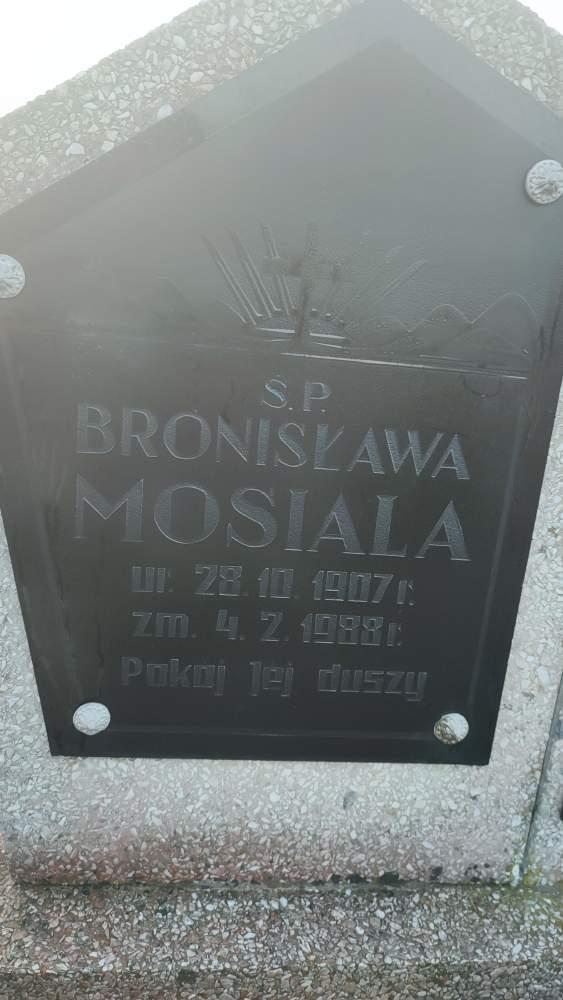 Ś.P.
BRONISŁAWA
MOSIALA
ur. 28.10.1907 r.
zm. 4.2.1988 r.
Pokój Jej duszy